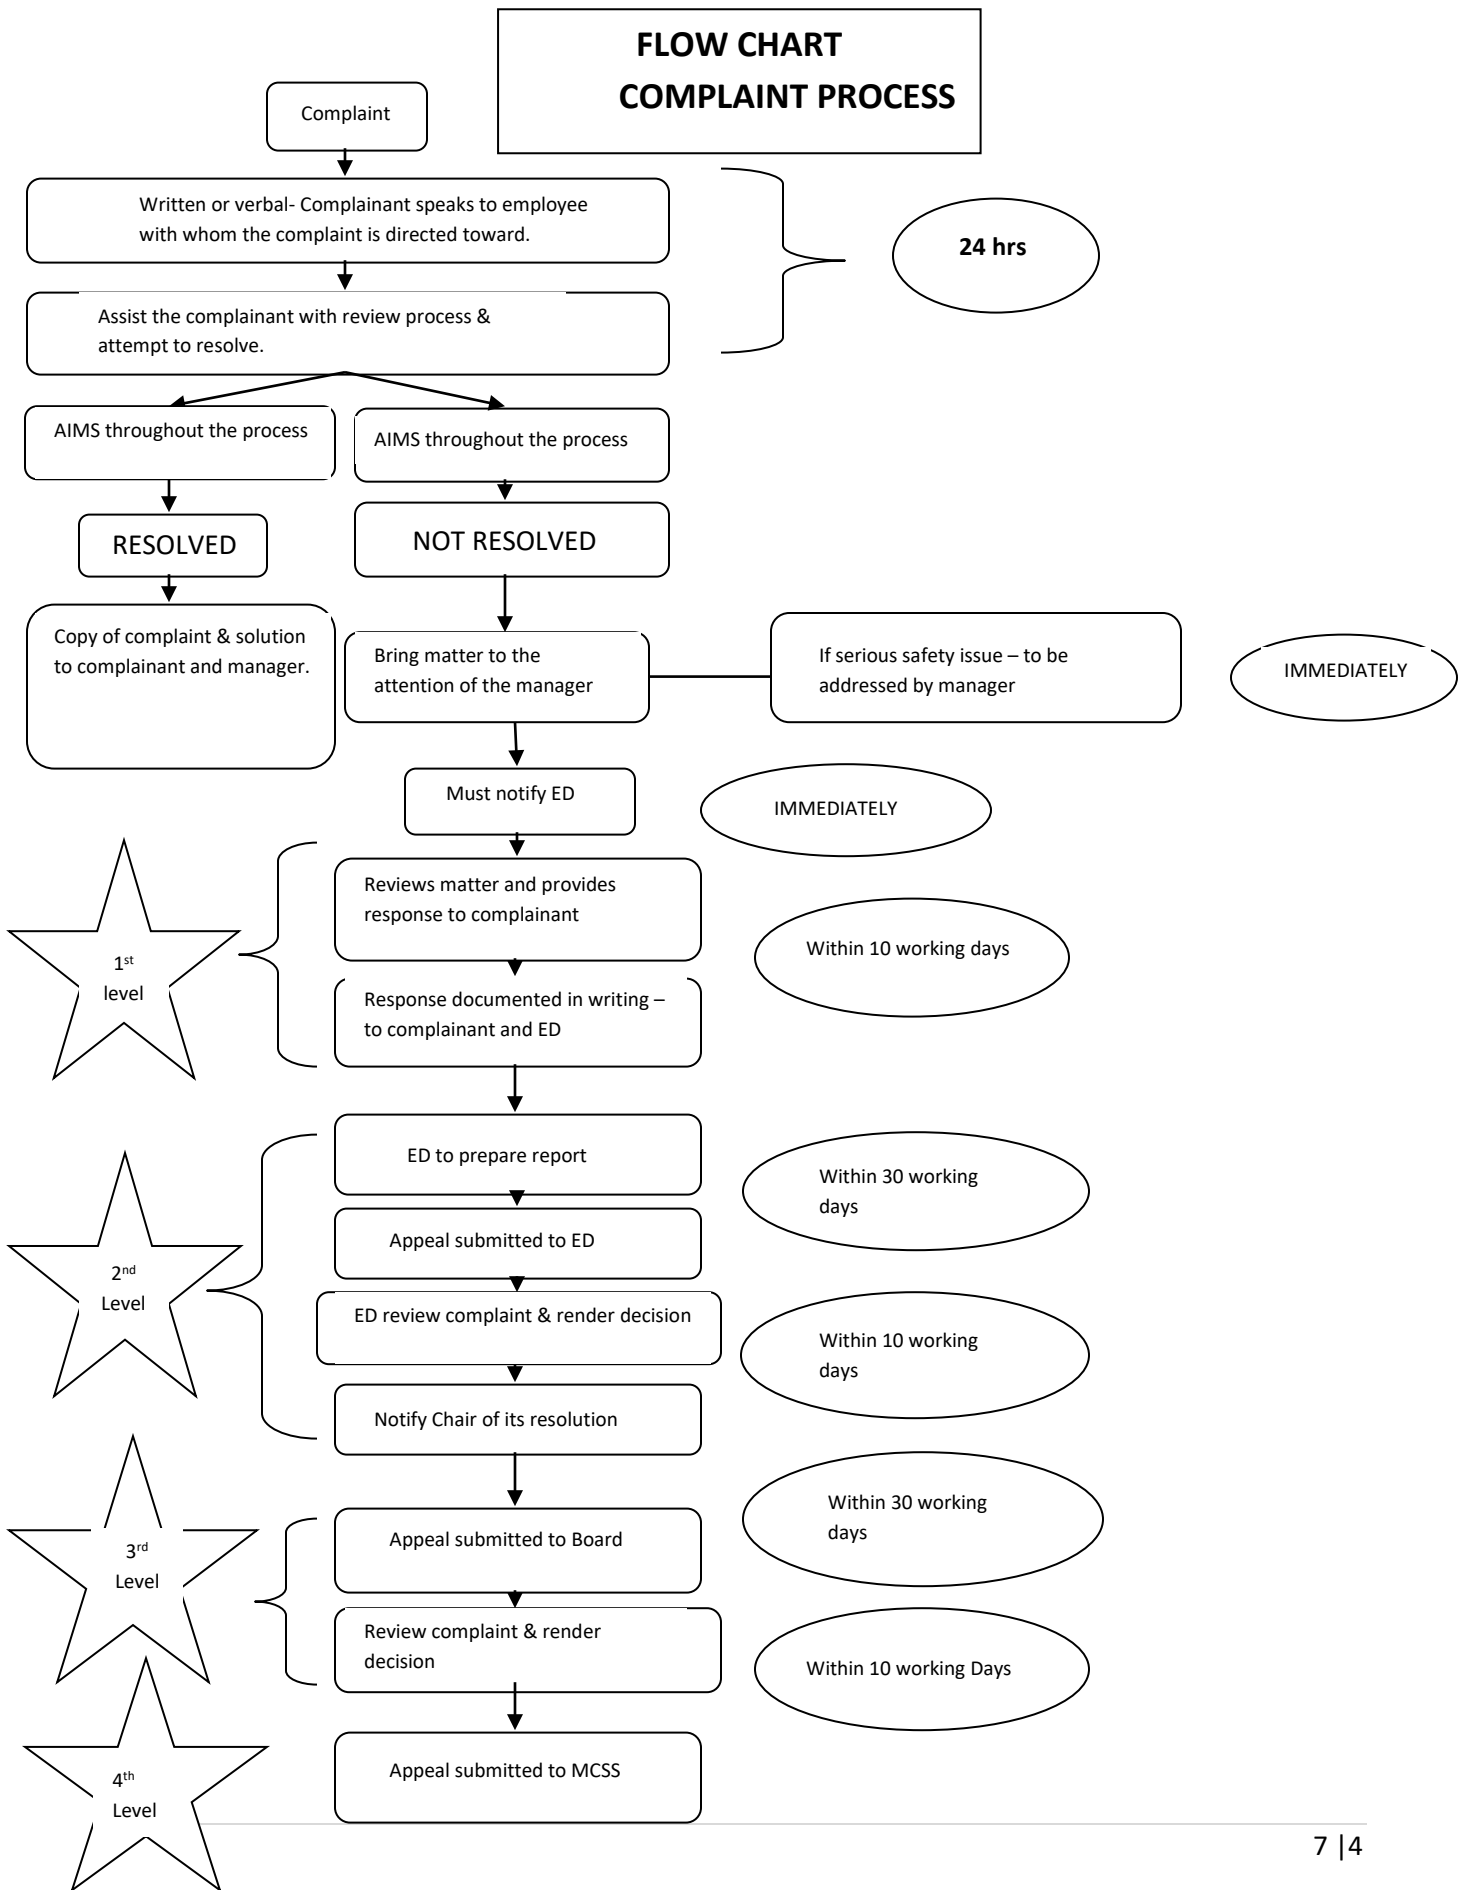 FLOW CHART
COMPLAINT PROCESS
Complaint
Written or verbal- Complainant speaks to employee
with whom the complaint is directed toward.
24 hrs
Assist the complainant with review process &
attempt to resolve.
AIMS throughout the process
AIMS throughout the process
RESOLVED
NOT RESOLVED
Copy of complaint & solution
to complainant and manager.
Bring matter to the
attention of the manager
If serious safety issue – to be
addressed by manager
IMMEDIATELY
Must notify ED
IMMEDIATELY
1st
level
Reviews matter and provides
response to complainant
Within 10 working days
Response documented in writing –
to complainant and ED
2nd
Level
ED to prepare report
Within 30 working
days
Appeal submitted to ED
ED review complaint & render decision
Within 10 working
days
Notify Chair of its resolution
3rd
Level
Appeal submitted to Board
Within 30 working
days
Review complaint & render
decision
Within 10 working Days
4th
Level
Appeal submitted to MCSS
7 |4